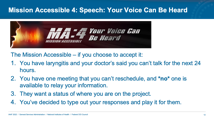 Mission Accessible 4: Speech: Your Voice Can Be Heard
MA:4
MISSION ACCESSIBLE
Your Voice Can
Be Heard
The Mission Accessible – if you choose to accept it:
1. You have laryngitis and your doctor's said you can't talk for the next 24
hours.
2. You have one meeting that you can't reschedule, and *no* one is
available to relay your information.
3. They want a status of where you are on the project.
4. You've decided to type out your responses and play it for them.